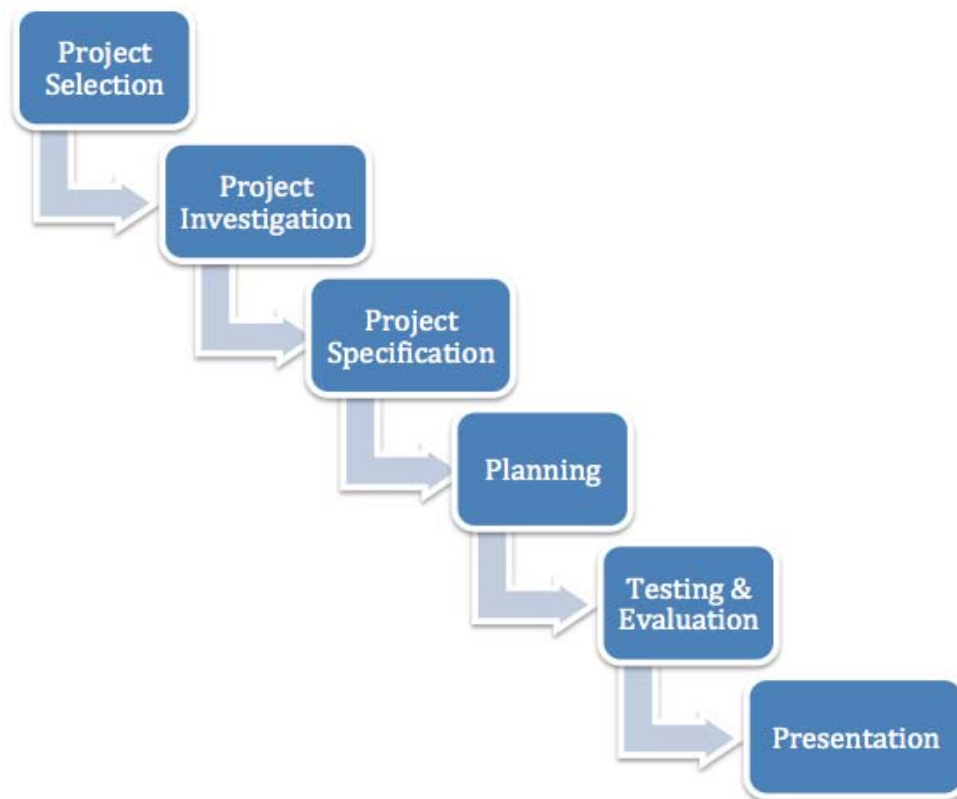 Project
Selection
Project
Investigation
Project
Specification
Planning
Testing &
Evaluation
Presentation